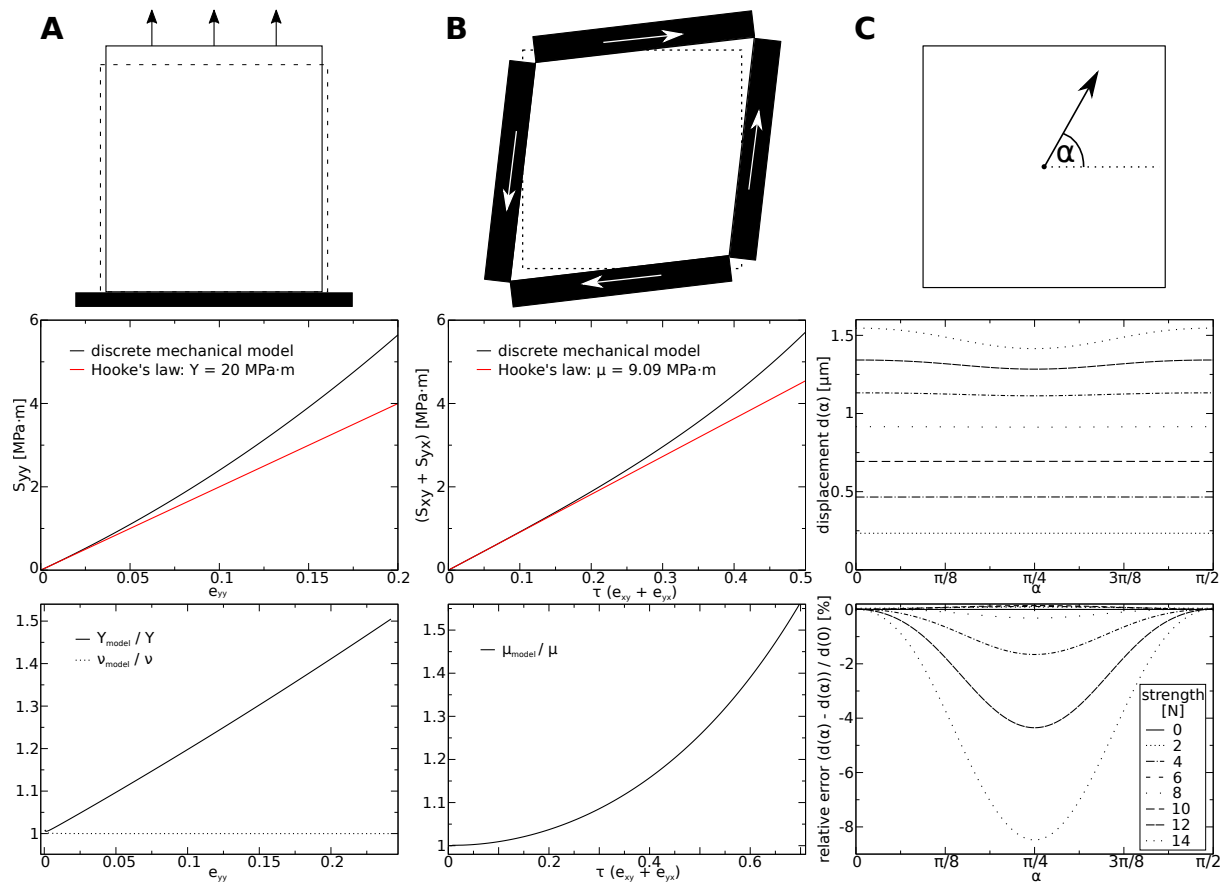 A
B
C
α
6
4
2
0
Syy [MPa·m]
discrete mechanical model
Hooke's law: Y = 20 MPa·m
0
0.05
0.1
0.15
0.2
eyy
6
4
2
0
(Sxy + Syx) [MPa·m]
discrete mechanical model
Hooke's law: μ = 9.09 MPa·m
0
0.1
0.2
0.3
0.4
0.5
τ (exy + eyx)
1.5
1
0.5
0
displacement d(α) [μm]
0
π/8
π/4
3π/8
π/2
α
1.5
1.4
1.3
1.2
1.1
1
Ymodel / Y
νmodel / ν
0
0.05
0.1
0.15
0.2
eyy
1.5
1.4
1.3
1.2
1.1
1
μmodel / μ
0
0.2
0.4
0.6
τ (exy + eyx)
0
-2
-4
-6
-8
relative error (d(α) - d(α)) / d(0) [%]
strength
[N]
0
2
4
6
8
10
12
14
0
π/8
π/4
3π/8
π/2
α